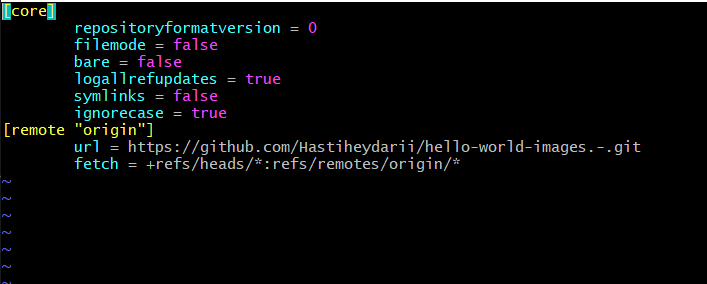 [core]
repositoryformatversion = 0
filemode = false
bare = false
logallrefupdates = true
symlinks = false
ignorecase = true
[remote "origin"]
url = https://github.com/Hastiheydarii/hello-world-images.-.git
fetch = +refs/heads/*:refs/remotes/origin/*
~
~
~
~
~
~
~